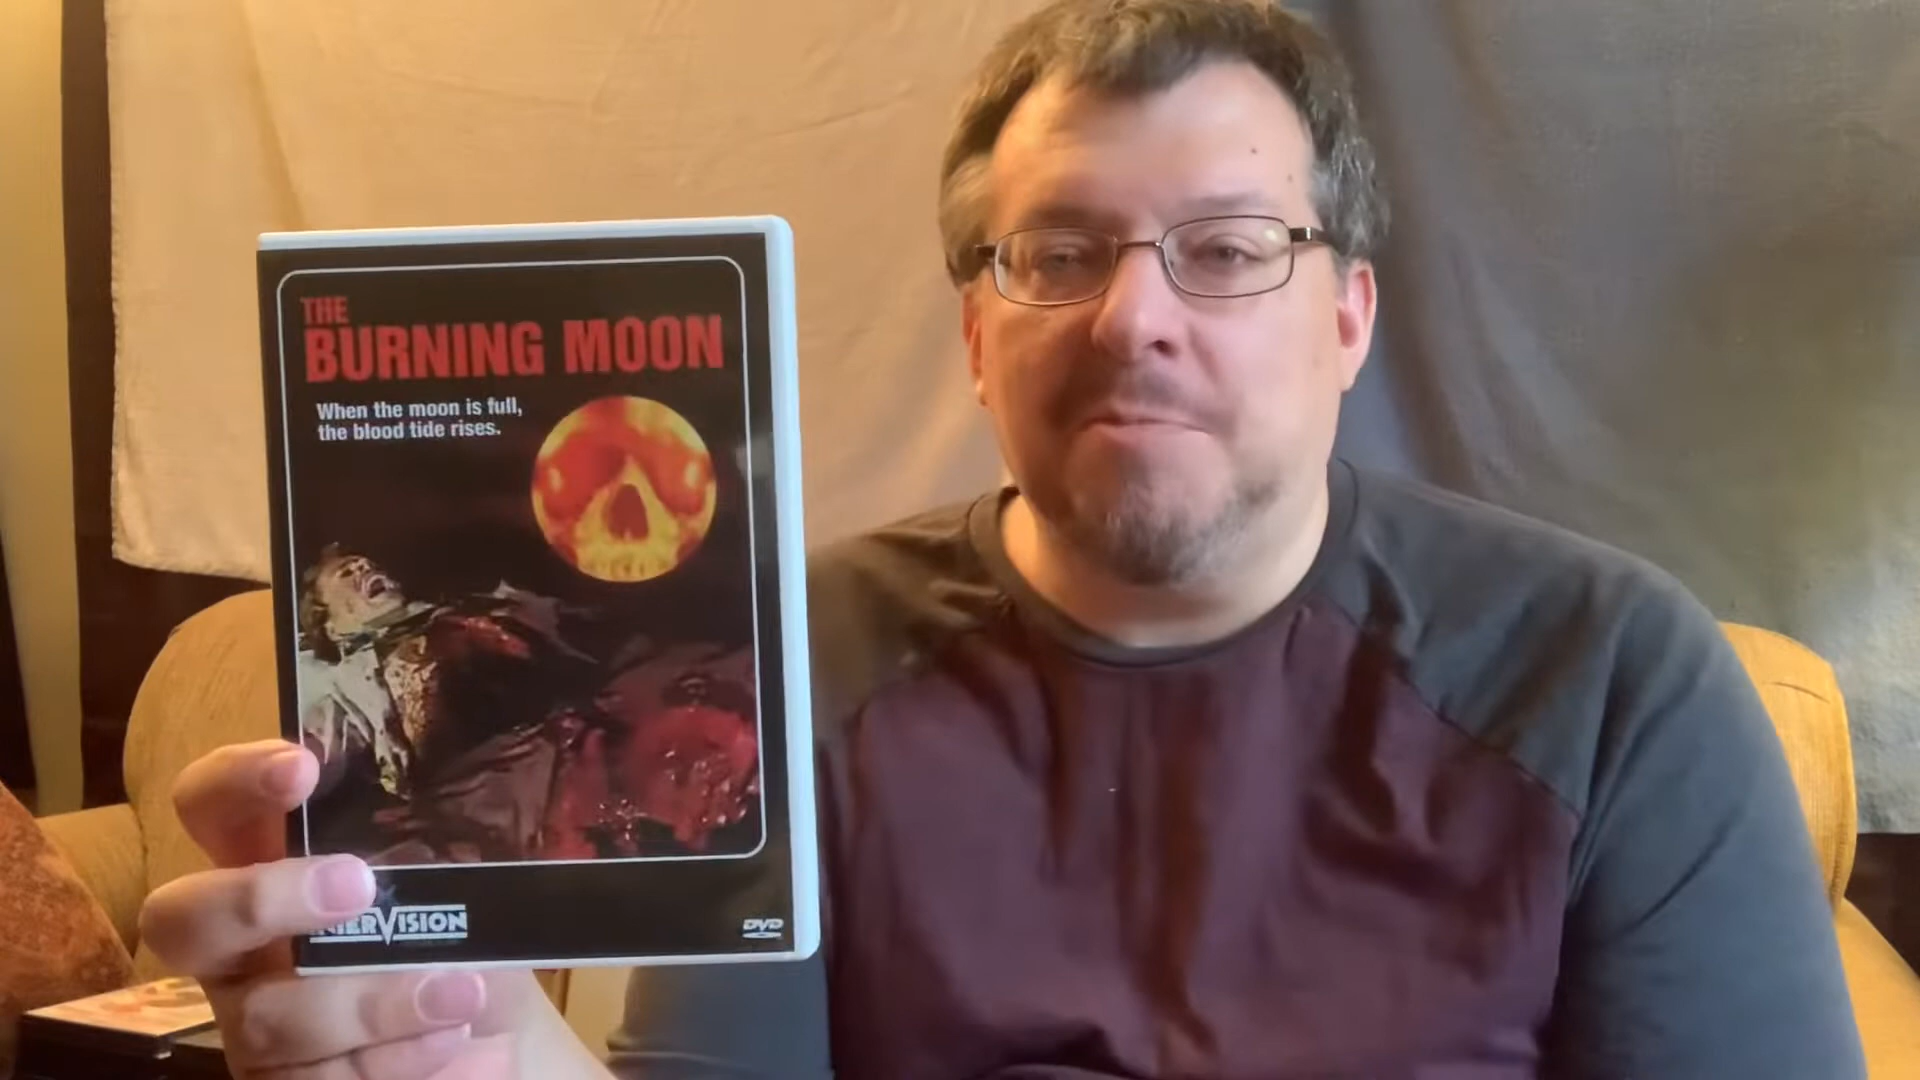 THE
BURNING MOON
When the moon is full,
the blood tide rises.
INTERVISION
DVD